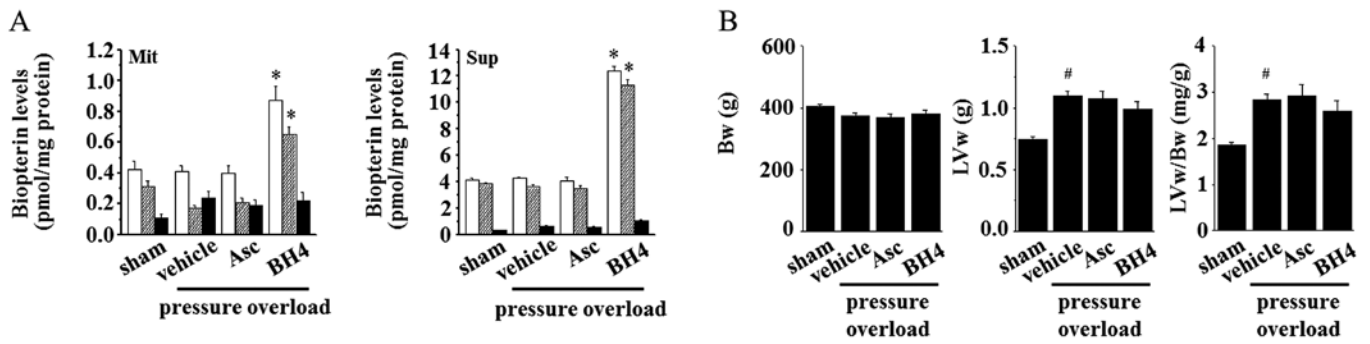 A
Biopterin levels
(pmol/mg protein)
1.2
1.0
0.8
0.6
0.4
0.2
0.0
Mit
*
*
sham
vehicle
Asc
BH4
pressure overload
Biopterin levels
(pmol/mg protein)
14
12
10
8
6
4
2
0
Sup
*
*
sham
vehicle
Asc
BH4
pressure overload
B
Bw (g)
600
400
200
0
sham
vehicle
Asc
BH4
pressure
overload
LVw (g)
1.5
1.0
0.5
0.0
#
sham
vehicle
Asc
BH4
pressure
overload
LVw/Bw (mg/g)
4
3
2
1
0
#
sham
vehicle
Asc
BH4
pressure
overload